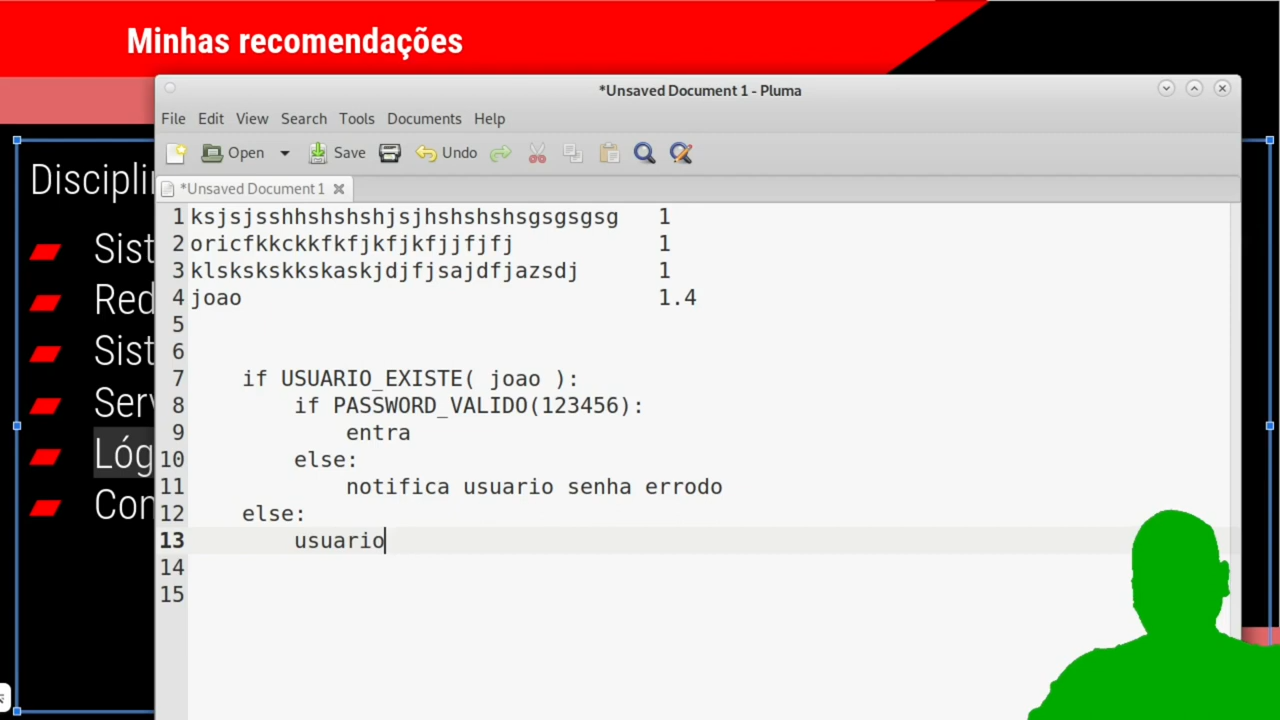 Minhas recomendações
*Unsaved Document 1 - Pluma
File Edit View Search Tools Documents Help
Open Save Undo
*Unsaved Document 1
1 ksjsjsshhshshshjsjhshshshsgsgsgsg 1
2 oricfkkckkfkfjkfjkfjjfjfj 1
3 klskskskkskaskjdjfjsajdfjazsdj 1
4 joao 1.4
5
6
7 if USUARIO_EXISTE( joao ):
8 if PASSWORD_VALIDO(123456):
9 entra
10 else:
11 notifica usuario senha errodo
12 else:
13 usuario
14
15
Disciplin
Sist
Red
Sist
Serv
Lóg
Con